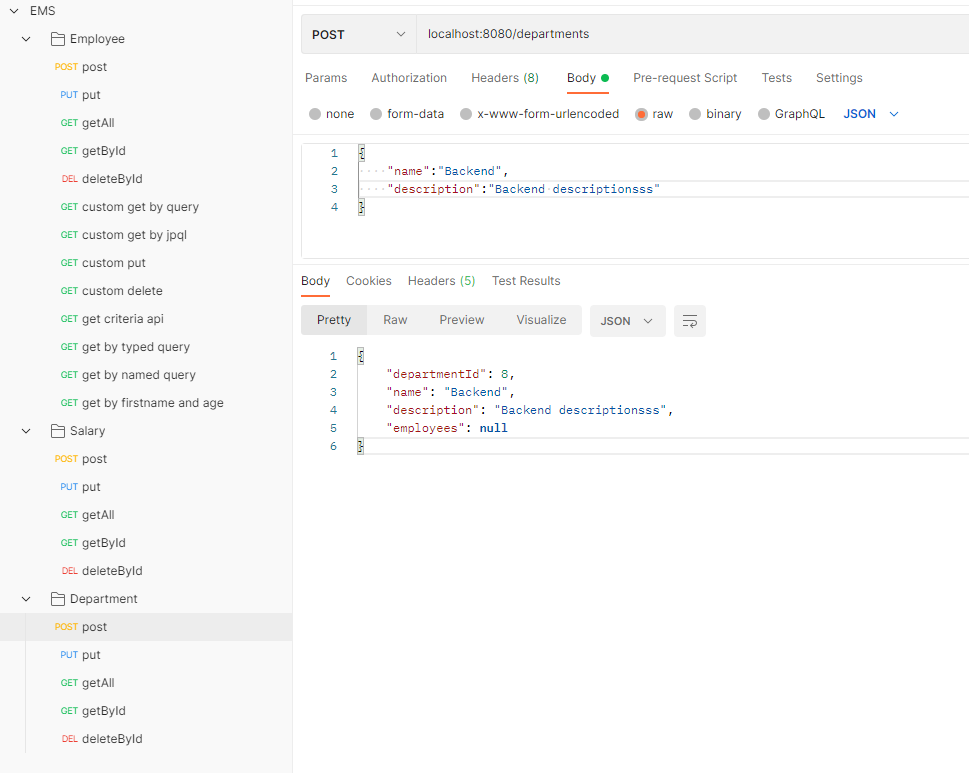 EMS
Employee
POST post
PUT put
GET getAll
GET getById
DEL deleteById
GET custom get by query
GET custom get by jpql
GET custom put
GET custom delete
GET get criteria api
GET get by typed query
GET get by named query
GET get by firstname and age
Salary
POST post
PUT put
GET getAll
GET getById
DEL deleteById
Department
POST post
PUT put
GET getAll
GET getById
DEL deleteById
POST localhost:8080/departments
Params Authorization Headers (8) Body Pre-request Script Tests Settings
none form-data x-www-form-urlencoded raw binary GraphQL JSON
1 {
2 ····"name":"Backend",
3 ····"description":"Backend·descriptionsss"
4 }
Body Cookies Headers (5) Test Results
Pretty Raw Preview Visualize JSON
1 {
2 "departmentId": 8,
3 "name": "Backend",
4 "description": "Backend descriptionsss",
5 "employees": null
6 }